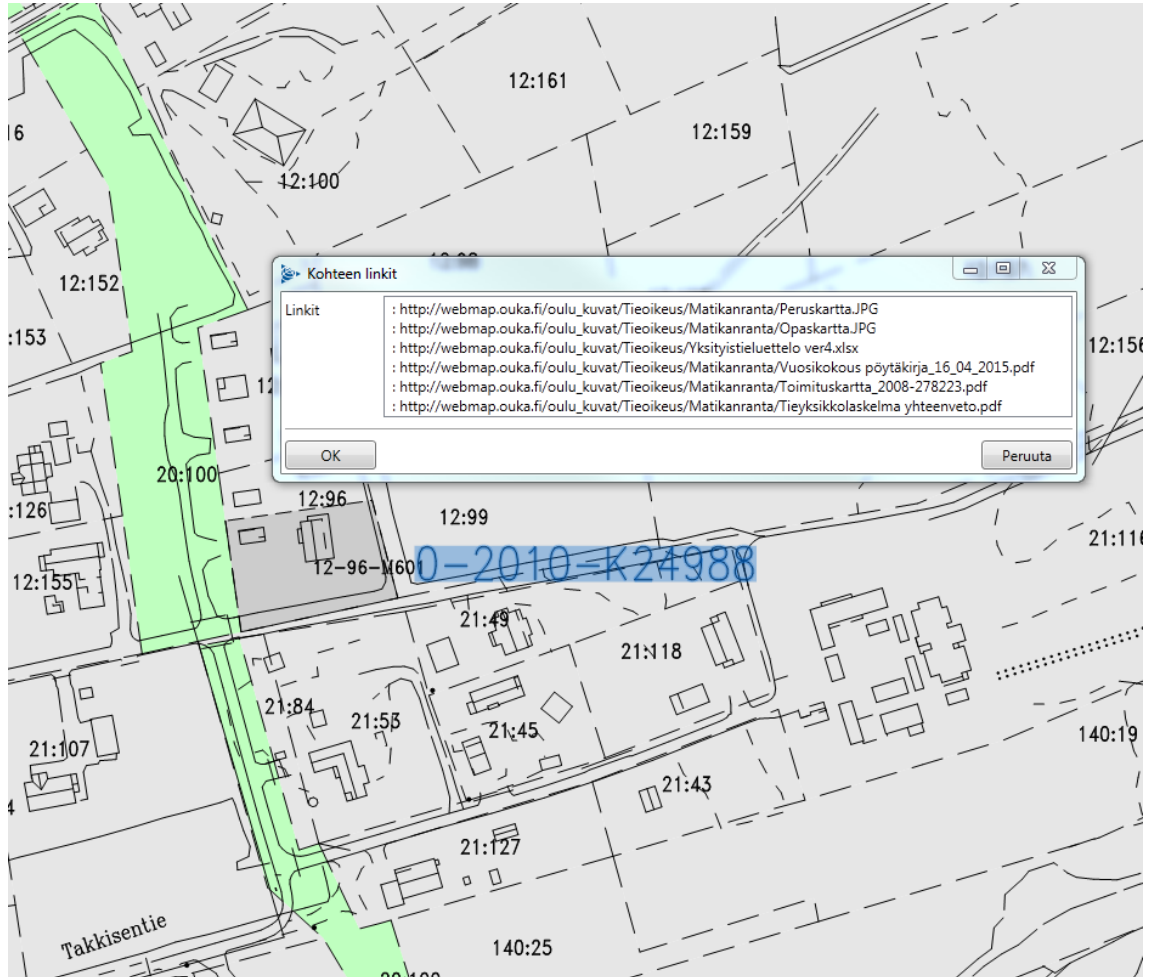 12:161
12:159
16
12:100
12:152
Kohteen linkit
Linkit
: http://webmap.ouka.fi/oulu_kuvat/Tieoikeus/Matikanranta/Peruskartta.JPG
: http://webmap.ouka.fi/oulu_kuvat/Tieoikeus/Matikanranta/Opaskartta.JPG
: http://webmap.ouka.fi/oulu_kuvat/Tieoikeus/Yksityistieluettelo ver4.xlsx
: http://webmap.ouka.fi/oulu_kuvat/Tieoikeus/Matikanranta/Vuosikokous pöytäkirja_16_04_2015.pdf
: http://webmap.ouka.fi/oulu_kuvat/Tieoikeus/Matikanranta/Toimituskartta_2008-278223.pdf
: http://webmap.ouka.fi/oulu_kuvat/Tieoikeus/Matikanranta/Tieyksikkolaskelma yhteenveto.pdf
OK
Peruuta
:153
12:156
12
20:100
12:96
:126
12:99
21:116
12:155
12-96-M601
0-2010=K24988
21:49
21:118
21:84
21:53
21:45
21:107
140:19
21:43
21:127
Takkisentie
140:25